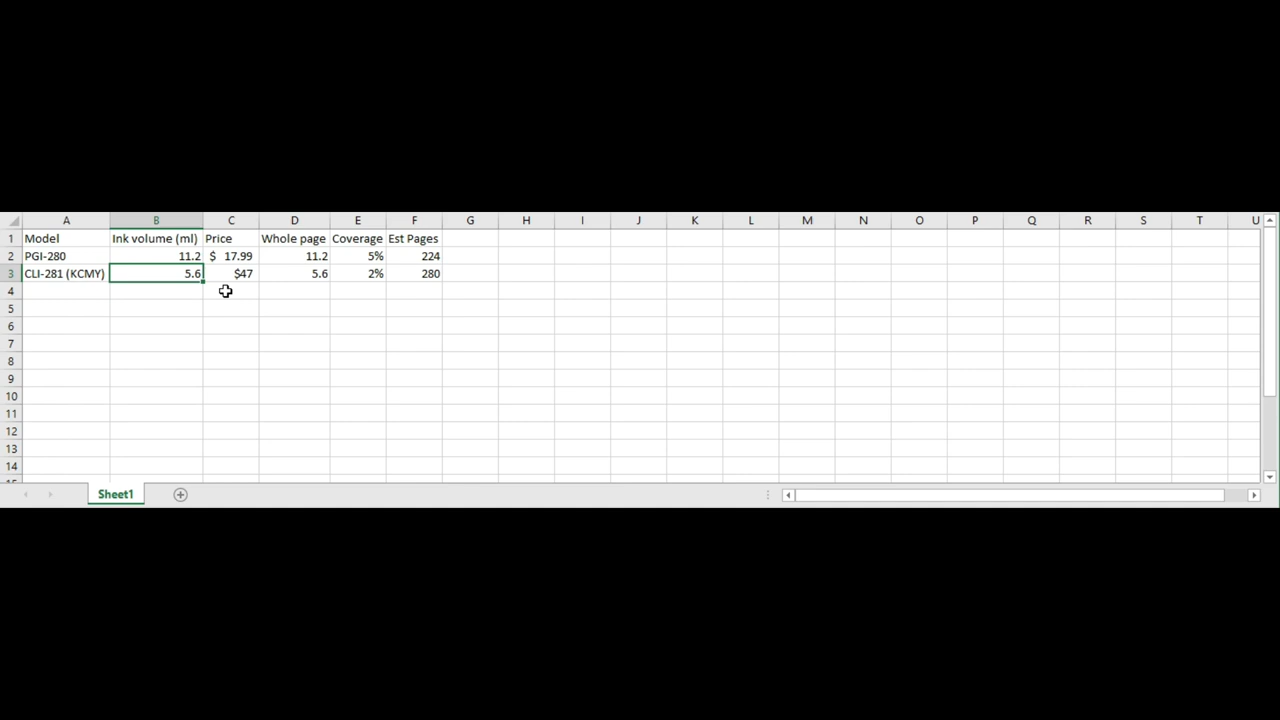 A B C D E F G H I J K L M N O P Q R S T U
1 Model Ink volume (ml) Price Whole page Coverage Est Pages
2 PGI-280 11.2 $ 17.99 11.2 5% 224
3 CLI-281 (KCMY) 5.6 $47 5.6 2% 280
4
5
6
7
8
9
10
11
12
13
14
Sheet1